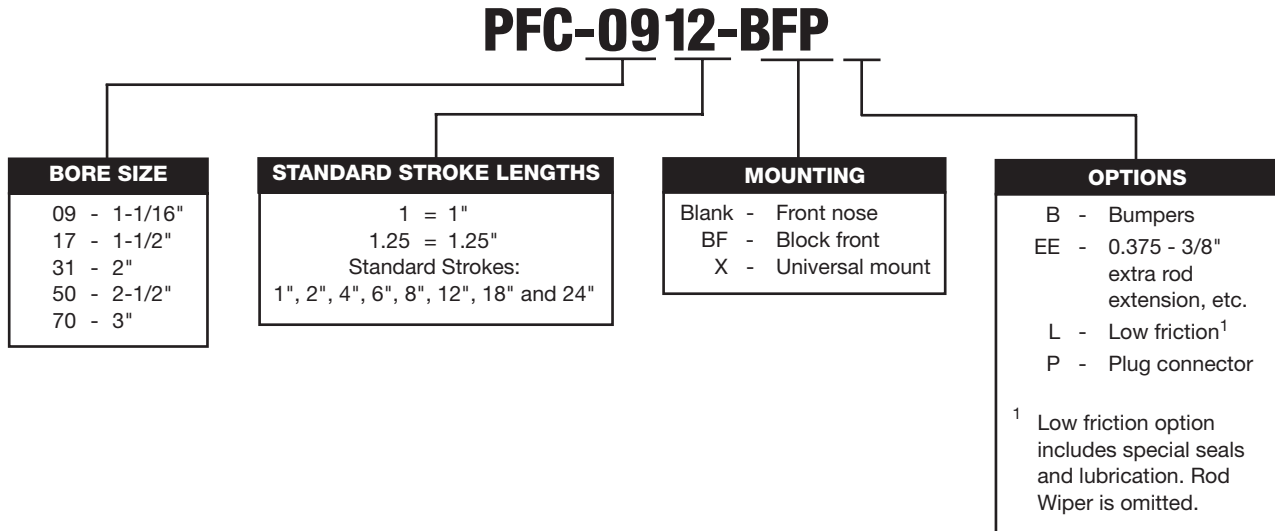 PFC-0912-BFP
BORE SIZE
09 - 1-1/16"
17 - 1-1/2"
31 - 2"
50 - 2-1/2"
70 - 3"
STANDARD STROKE LENGTHS
1 = 1"
1.25 = 1.25"
Standard Strokes:
1", 2", 4", 6", 8", 12", 18" and 24"
MOUNTING
Blank - Front nose
BF - Block front
X - Universal mount
OPTIONS
B - Bumpers
EE - 0.375 - 3/8"
extra rod
extension, etc.
L - Low friction1
P - Plug connector
1 Low friction option
includes special seals
and lubrication. Rod
Wiper is omitted.